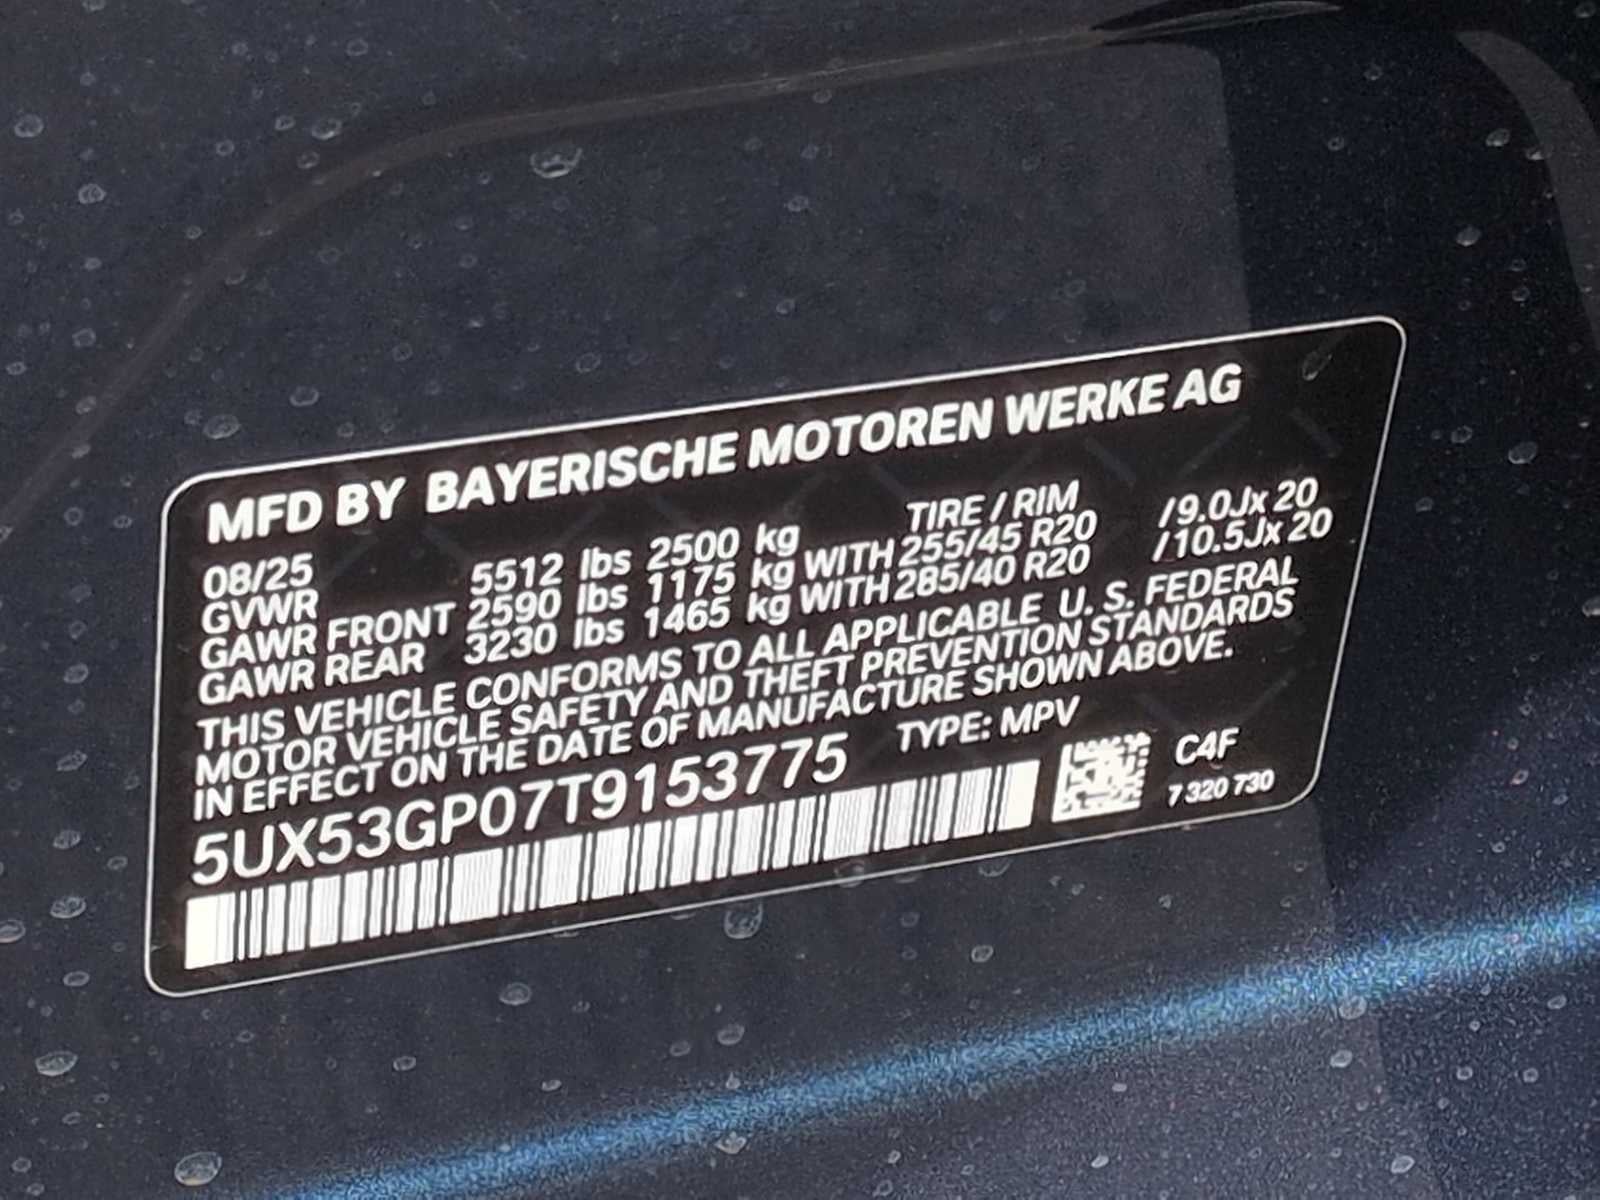 MFD BY BAYERISCHE MOTOREN WERKE AG
08/25 TIRE / RIM
GVWR 5512 lbs 2500 kg
GAWR FRONT 2590 lbs 1175 kg WITH 255/45 R20 /9.0Jx 20
GAWR REAR 3230 lbs 1465 kg WITH 285/40 R20 /10.5Jx 20
THIS VEHICLE CONFORMS TO ALL APPLICABLE U. S. FEDERAL
MOTOR VEHICLE SAFETY AND THEFT PREVENTION STANDARDS
IN EFFECT ON THE DATE OF MANUFACTURE SHOWN ABOVE.
5UX53GP07T9153775 TYPE: MPV
C4F
7 320 730